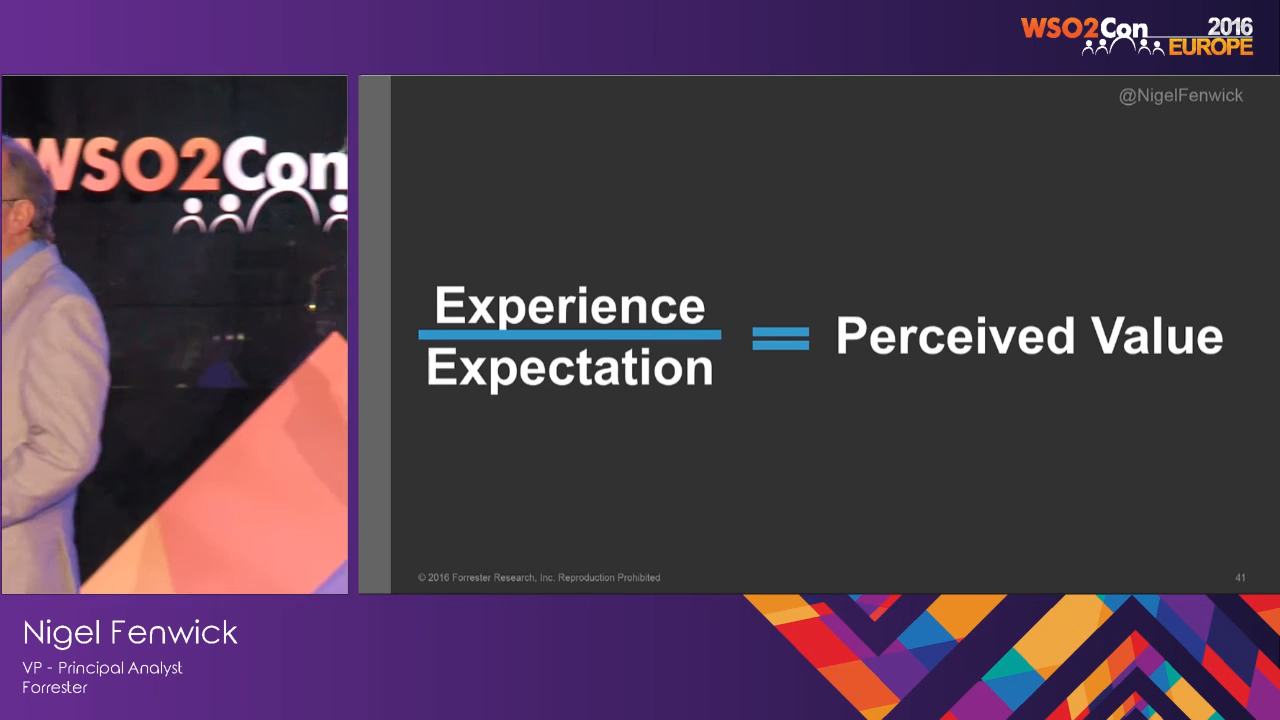 WSO2Con 2016
EUROPE
WSO2Con
@NigelFenwick
Experience
Expectation
=
Perceived Value
© 2016 Forrester Research, Inc. Reproduction Prohibited
41
Nigel Fenwick
VP - Principal Analyst
Forrester